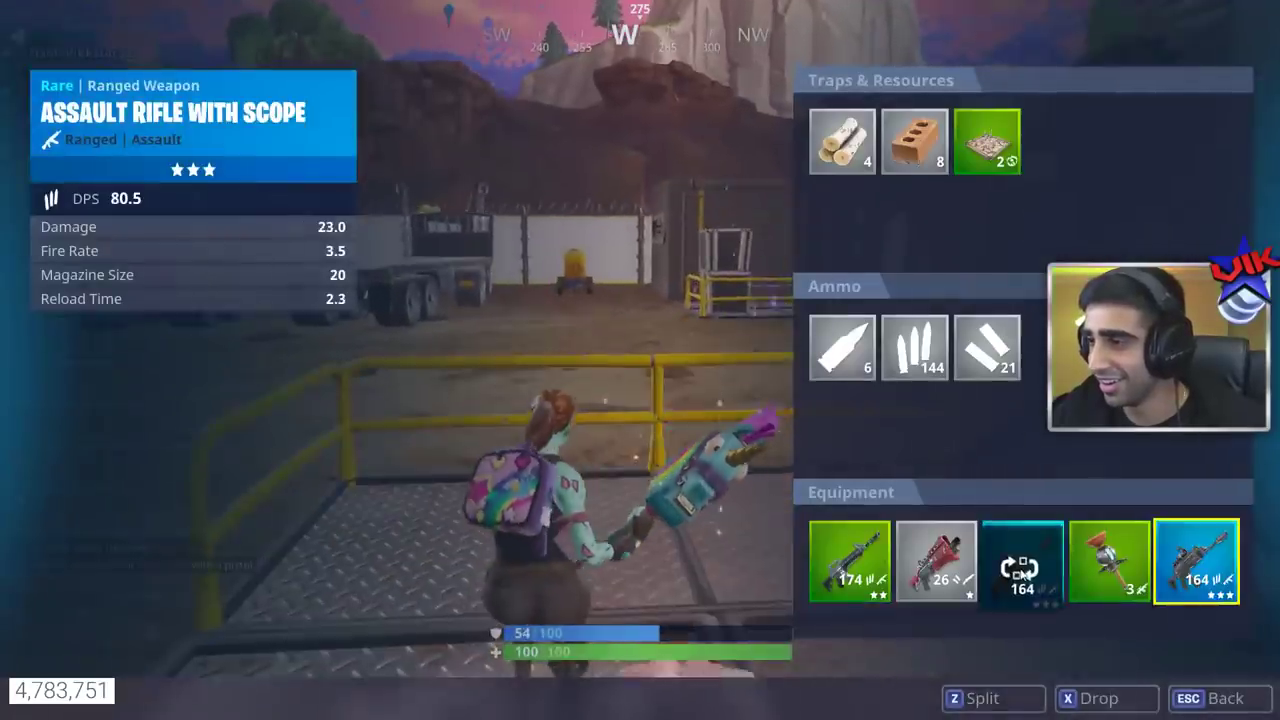 275
SW
240
255
W
285
300
NW
Rare | Ranged Weapon
ASSAULT RIFLE WITH SCOPE
Ranged | Assault
DPS 80.5
Damage 23.0
Fire Rate 3.5
Magazine Size 20
Reload Time 2.3
Traps & Resources
4
8
2
Ammo
6
144
21
VIK
Equipment
174
26
164
3
164
DQ
54 100
100 100
4,783,751
Z Split
X Drop
ESC Back